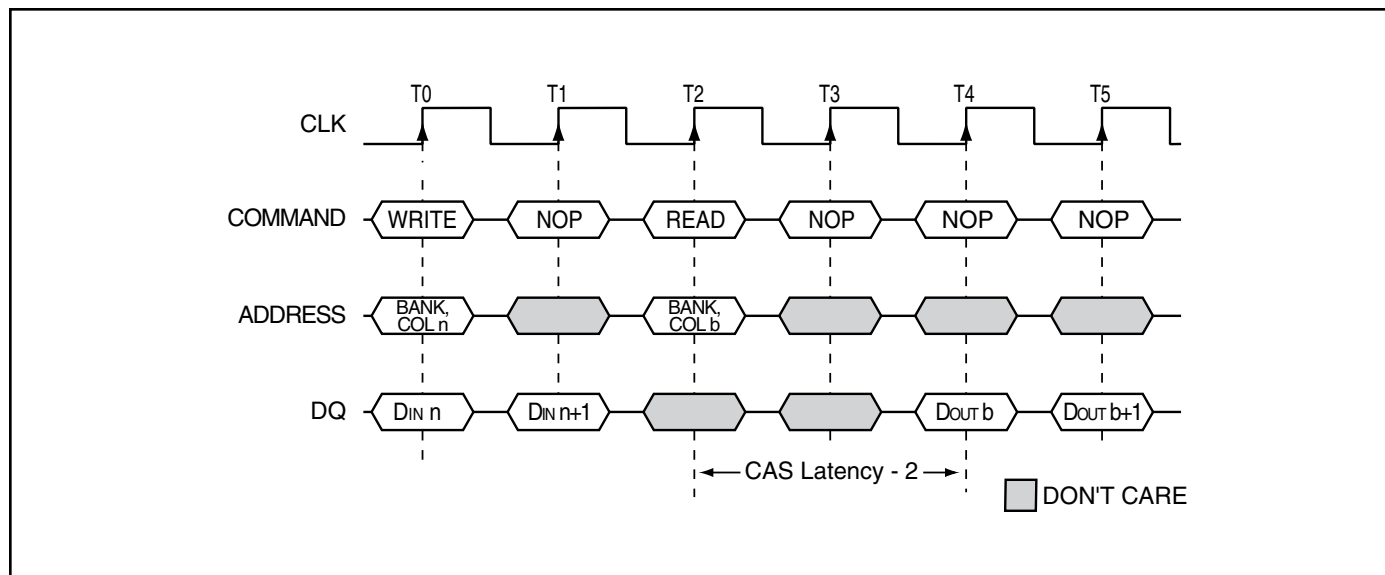 T0 T1 T2 T3 T4 T5
CLK
COMMAND WRITE NOP READ NOP NOP NOP
ADDRESS BANK, COL n BANK, COL b
DQ DIN n DIN n+1 DOUT b DOUT b+1
CAS Latency - 2
DON'T CARE